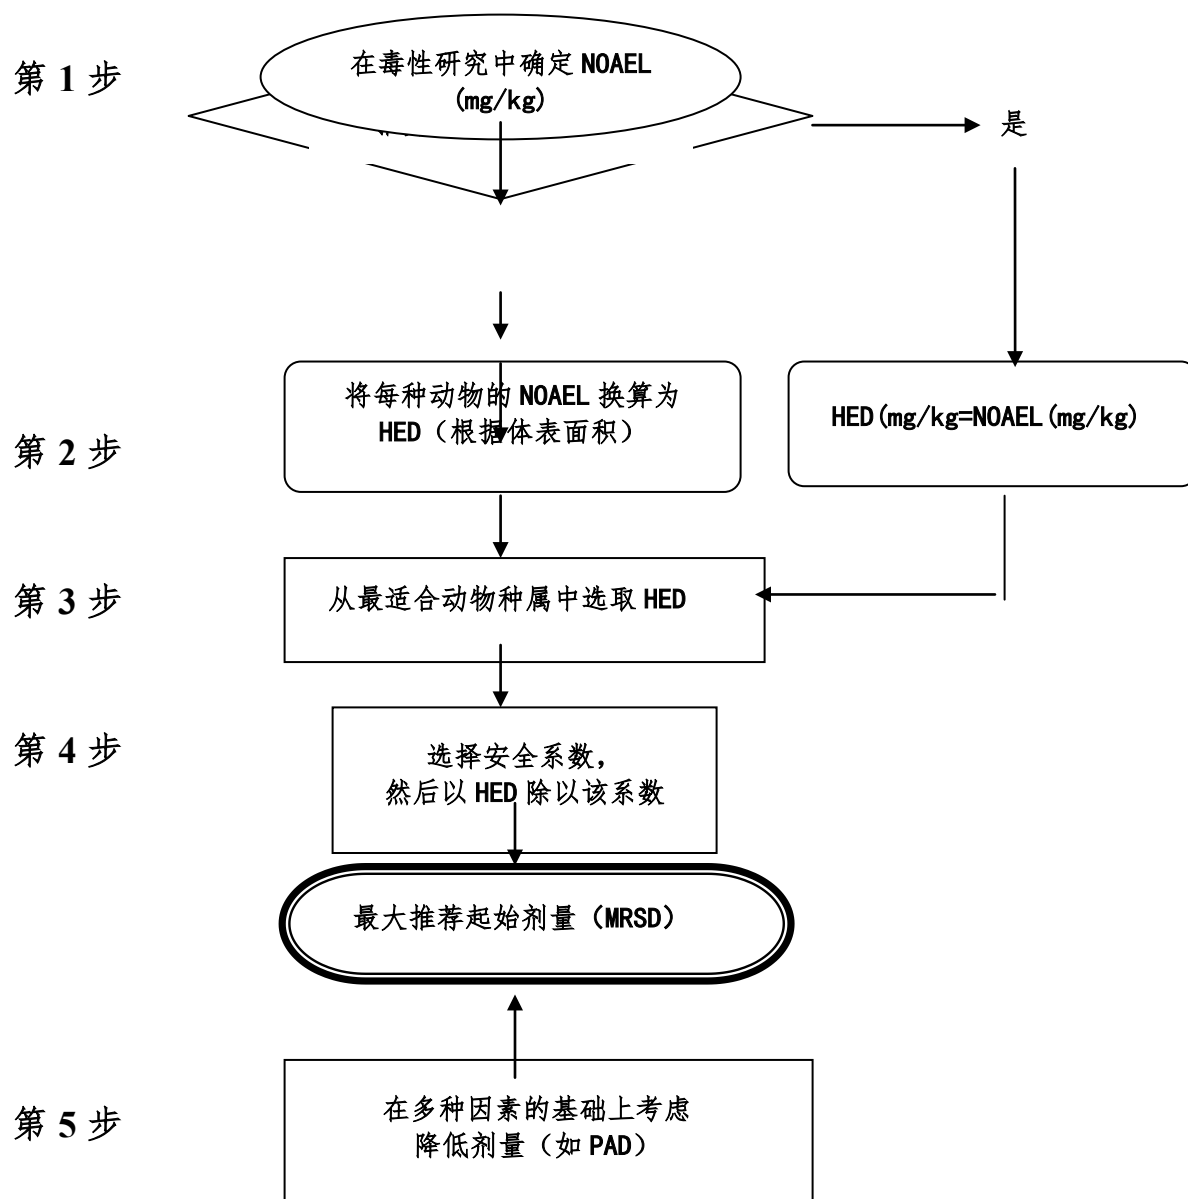 第 1 步
在毒性研究中确定 NOAEL
(mg/kg)
是
将每种动物的 NOAEL 换算为
HED（根据体表面积）
HED(mg/kg=NOAEL(mg/kg)
第 2 步
第 3 步
从最适合动物种属中选取 HED
第 4 步
选择安全系数，
然后以 HED 除以该系数
最大推荐起始剂量（MRSD）
第 5 步
在多种因素的基础上考虑
降低剂量（如 PAD）